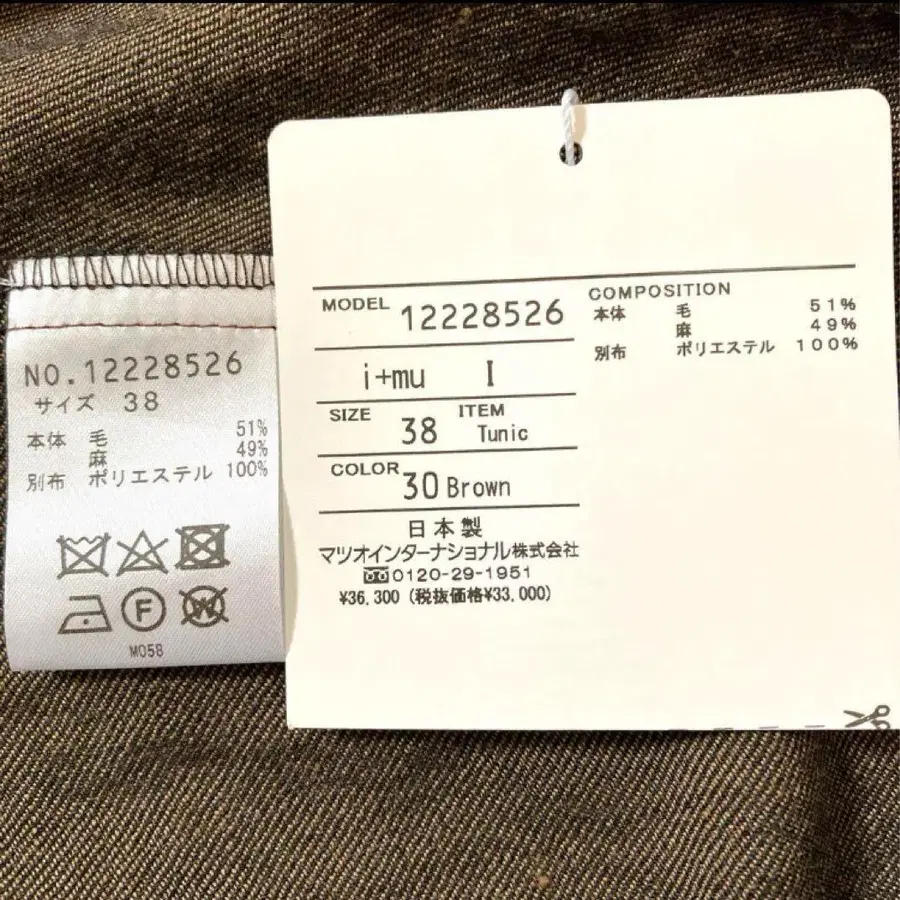 NO.12228526
サイズ 38
本体 毛 51%
麻 49%
別布 ポリエステル 100%
F
W
M058
MODEL 12228526
i+mu I
SIZE 38 ITEM Tunic
COLOR 30 Brown
日本製
マツオインターナショナル株式会社
0120-29-1951
¥36,300 (税抜価格¥33,000)
COMPOSITION
本体 毛 51%
麻 49%
別布 ポリエステル 100%